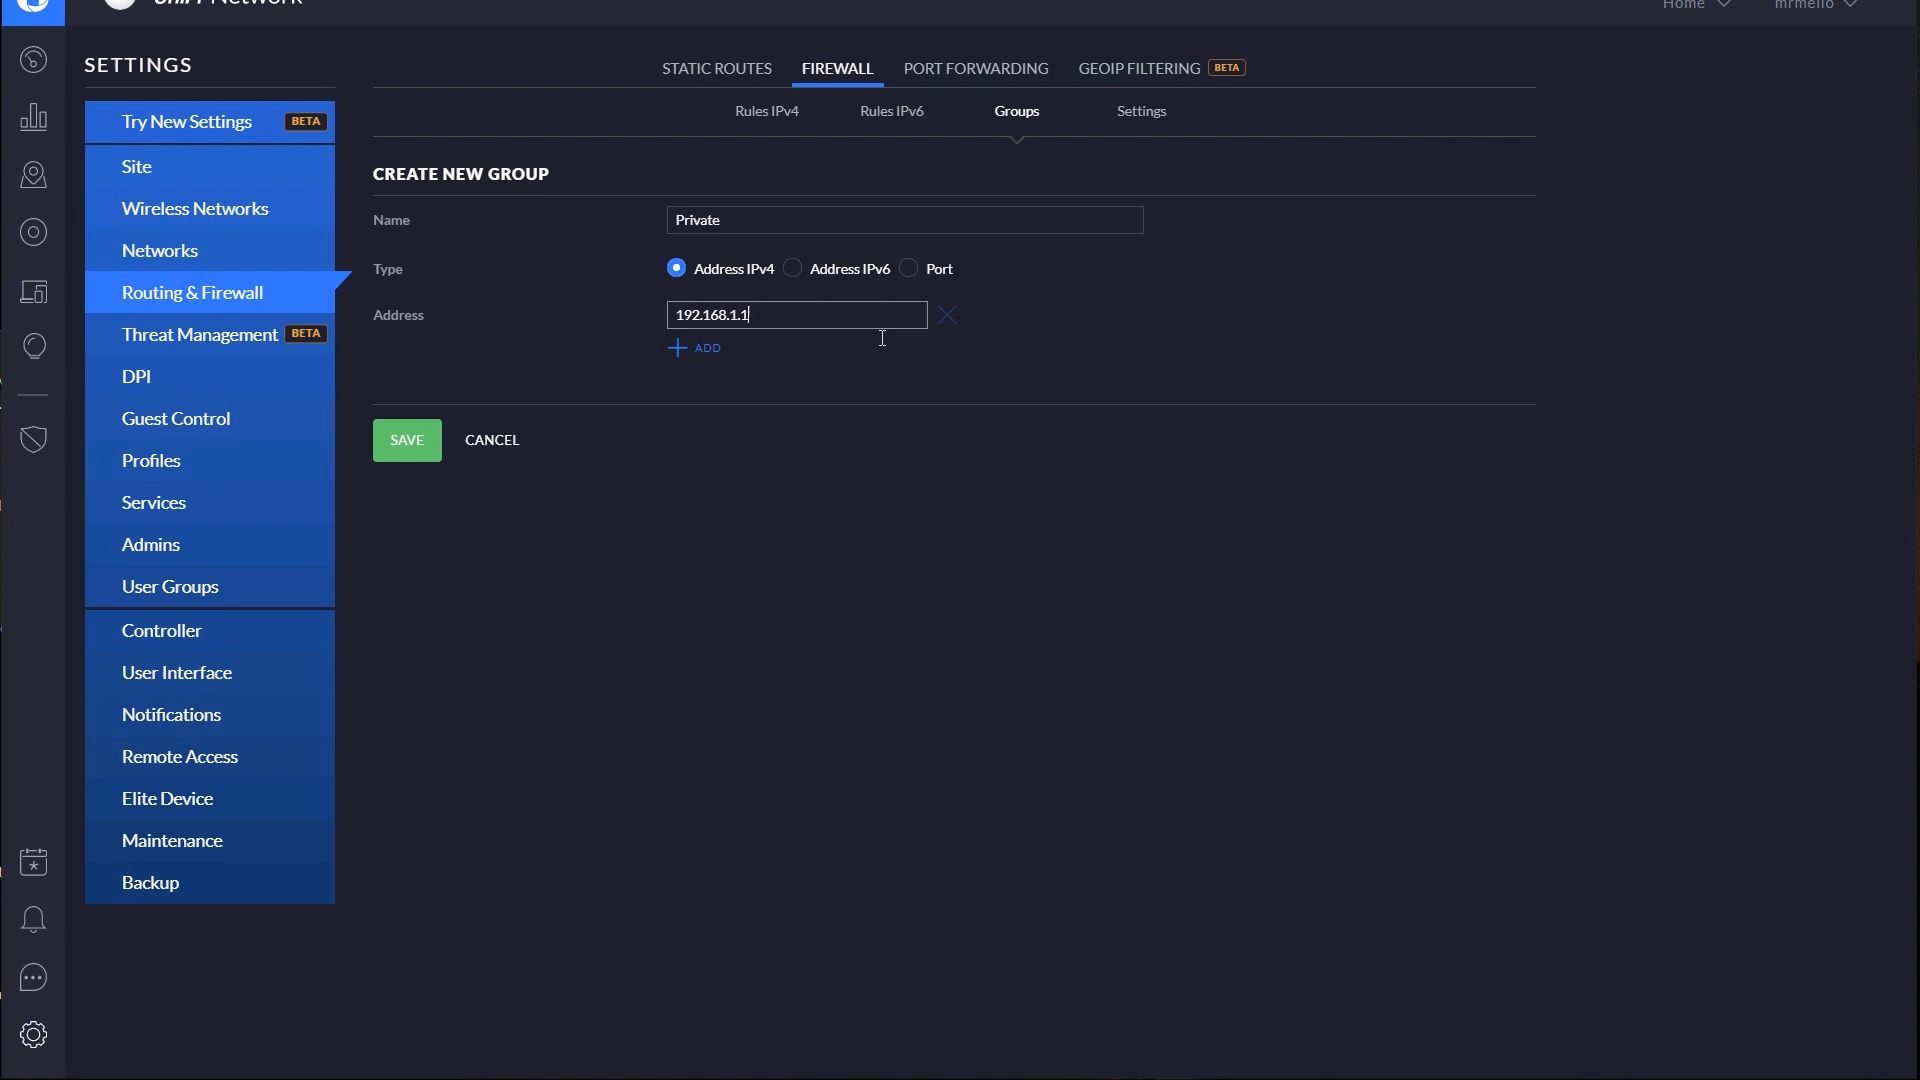 Network
Home
mrmello
SETTINGS
STATIC ROUTES
FIREWALL
PORT FORWARDING
GEOIP FILTERING
BETA
Try New Settings
BETA
Rules IPv4
Rules IPv6
Groups
Settings
Site
Wireless Networks
Networks
Routing & Firewall
Threat Management
BETA
DPI
Guest Control
Profiles
Services
Admins
User Groups
Controller
User Interface
Notifications
Remote Access
Elite Device
Maintenance
Backup
CREATE NEW GROUP
Name
Private
Type
Address IPv4
Address IPv6
Port
Address
192.168.1.1
ADD
SAVE
CANCEL